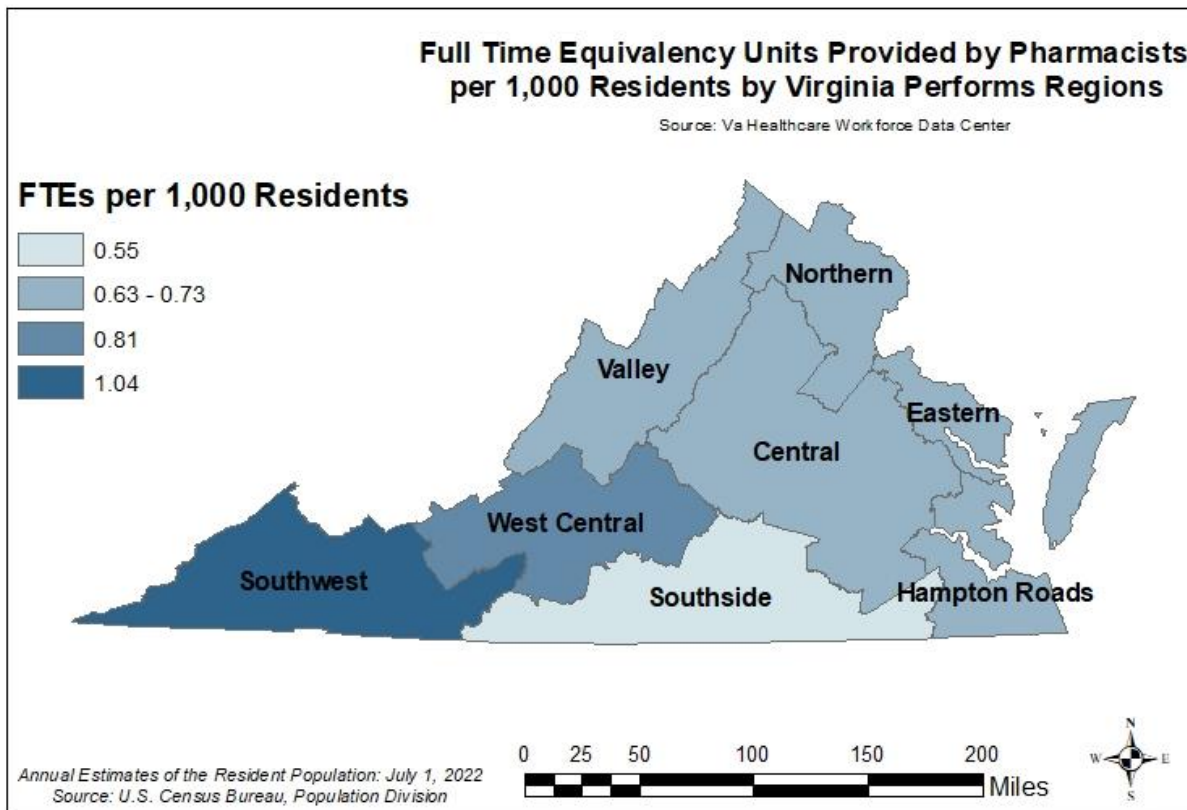 Full Time Equivalency Units Provided by Pharmacists
per 1,000 Residents by Virginia Performs Regions
Source: Va Healthcare Workforce Data Center
FTEs per 1,000 Residents
0.55
0.63 - 0.73
0.81
1.04
Northern
Valley
Eastern
Central
West Central
Southwest
Southside
Hampton Roads
Annual Estimates of the Resident Population: July 1, 2022
Source: U.S. Census Bureau, Population Division
0 25 50 100 150 200
Miles
N
W E
S